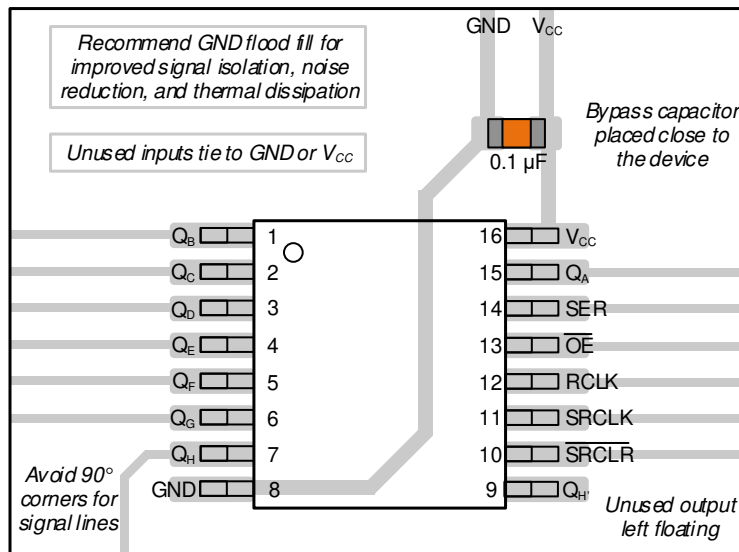 GND VCC
Recommend GND flood fill for
improved signal isolation, noise
reduction, and thermal dissipation
Unused inputs tie to GND or VCC
Bypass capacitor
placed close to
the device
0.1 µF
QB 1 16 VCC
QC 2 15 QA
QD 3 14 SER
QE 4 13 O̅E̅
QF 5 12 RCLK
QG 6 11 SRCLK
QH 7 10 S̅R̅C̅L̅R̅
GND 8 9 QH'
Avoid 90°
corners for
signal lines
Unused output
left floating